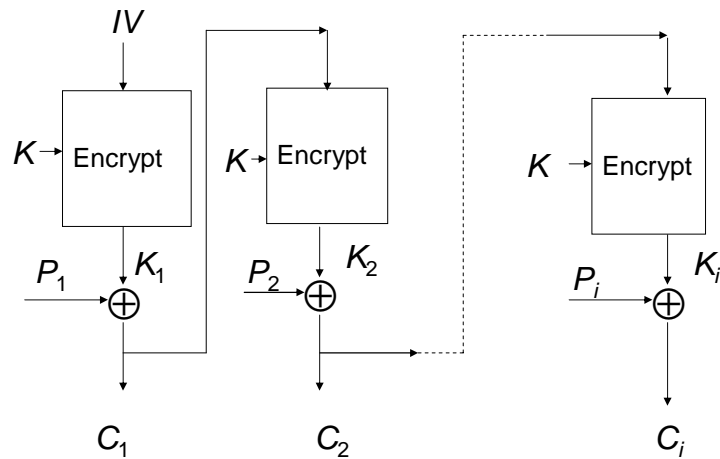 IV
K Encrypt
K Encrypt
K Encrypt
P1 K1
P2 K2
Pi Ki
C1 C2 Ci